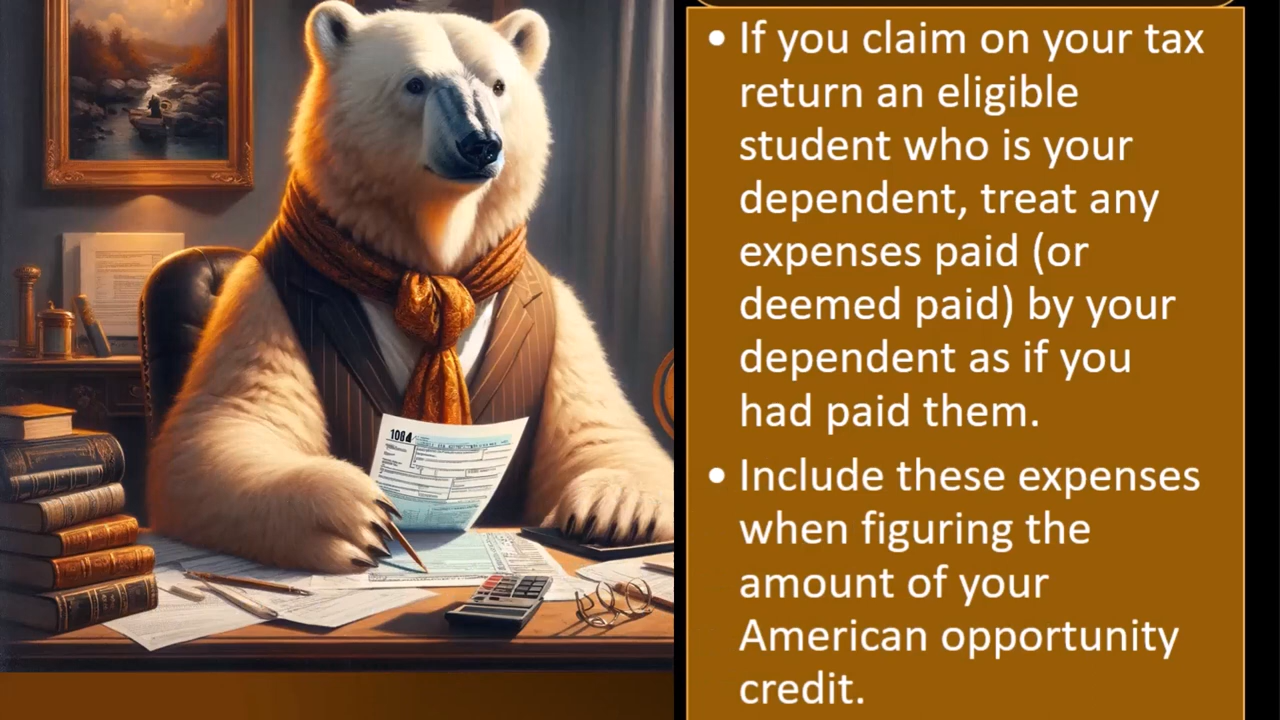 • If you claim on your tax
return an eligible
student who is your
dependent, treat any
expenses paid (or
deemed paid) by your
dependent as if you
had paid them.
• Include these expenses
when figuring the
amount of your
American opportunity
credit.